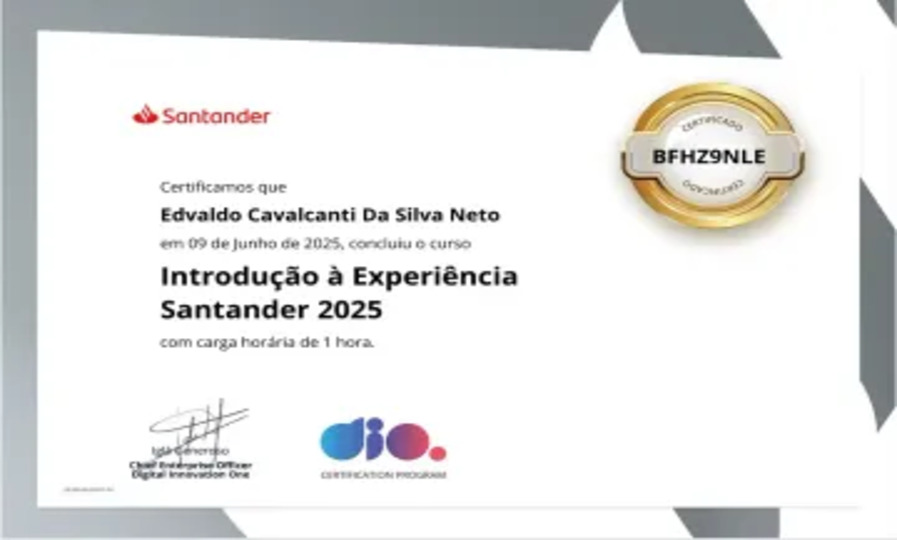 Santander
CERTIFICADO
BFHZ9NLE
CERTIFICADO
Certificamos que
Edvaldo Cavalcanti Da Silva Neto
em 09 de Junho de 2025, concluiu o curso
Introdução à Experiência
Santander 2025
com carga horária de 1 hora.
Iglá Generoso
Chief Enterprise Officer
Digital Innovation One
dio.
CERTIFICATION PROGRAM